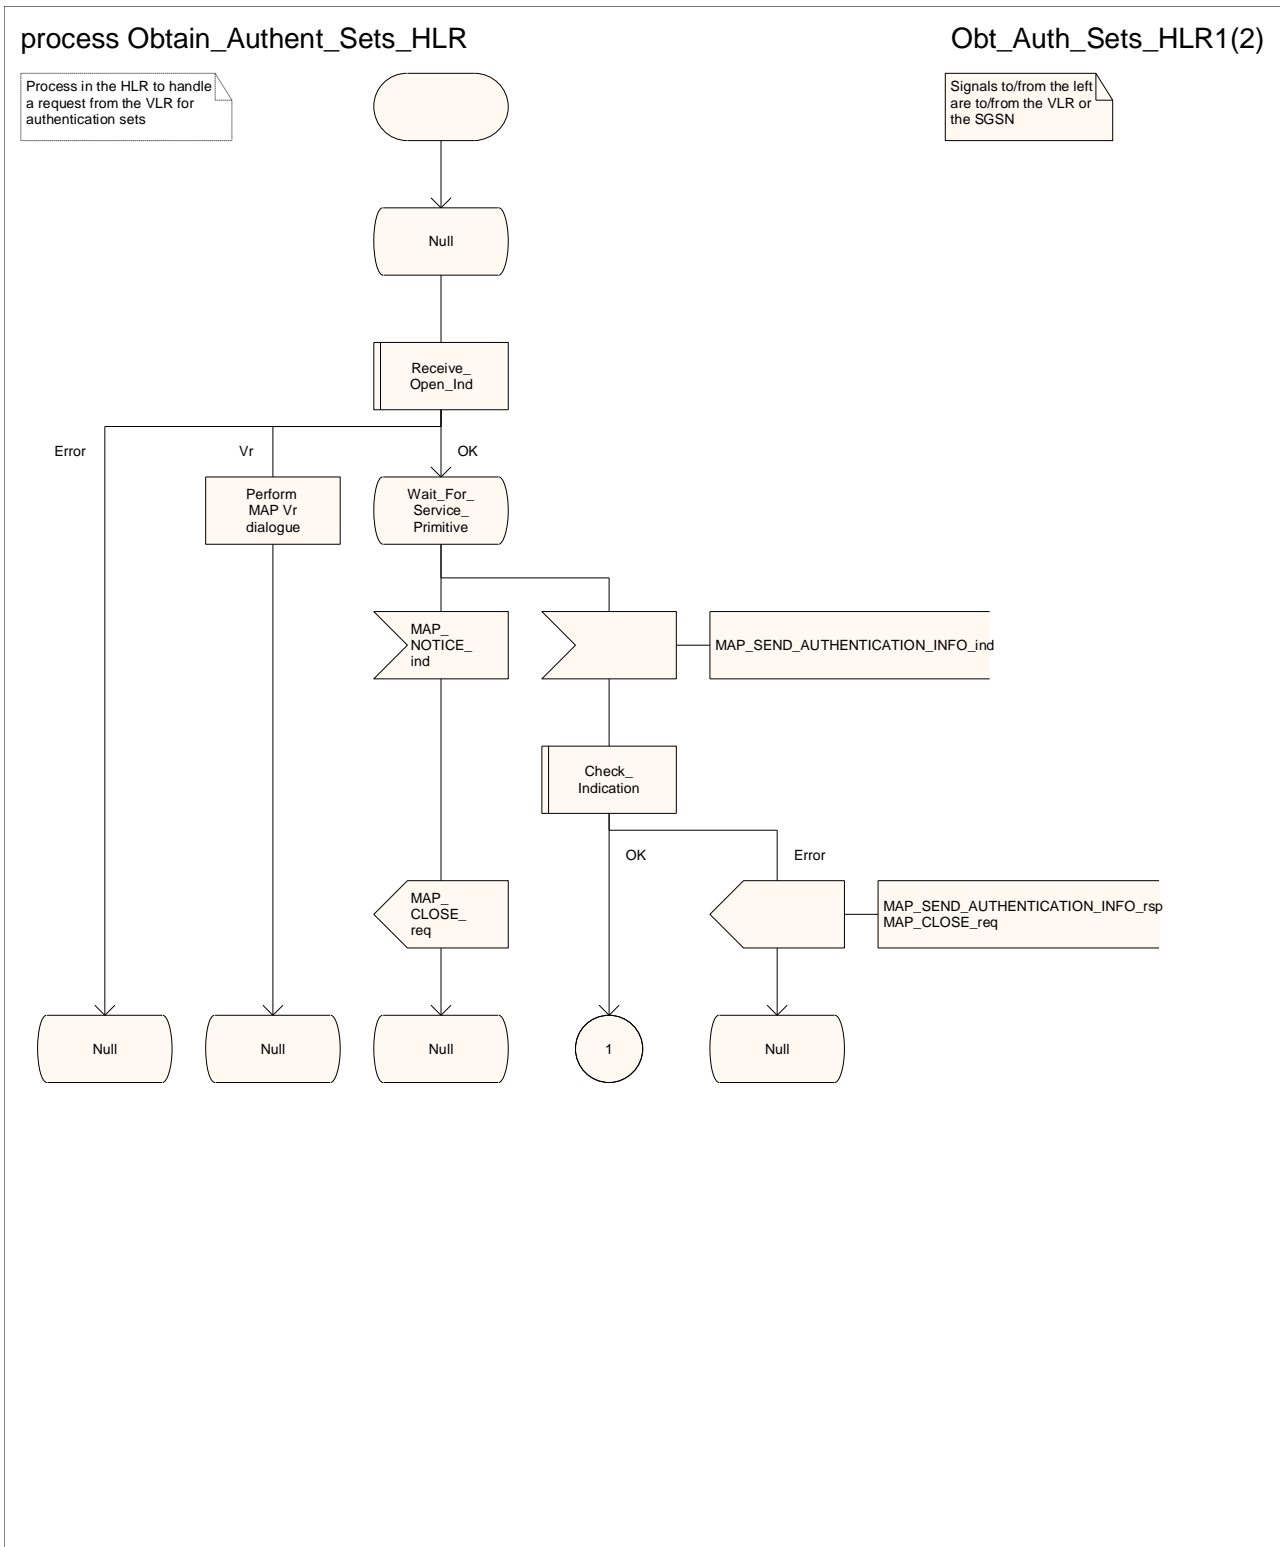 process Obtain_Authent_Sets_HLR
Obt_Auth_Sets_HLR1(2)
Process in the HLR to handle
a request from the VLR for
authentication sets
Signals to/from the left
are to/from the VLR or
the SGSN
Null
Receive_
Open_Ind
Error
Vr
OK
Perform
MAP Vr
dialogue
Wait_For_
Service_
Primitive
MAP_
NOTICE_
ind
MAP_SEND_AUTHENTICATION_INFO_ind
Check_
Indication
OK
Error
MAP_
CLOSE_
req
MAP_SEND_AUTHENTICATION_INFO_rsp
MAP_CLOSE_req
Null
Null
Null
1
Null